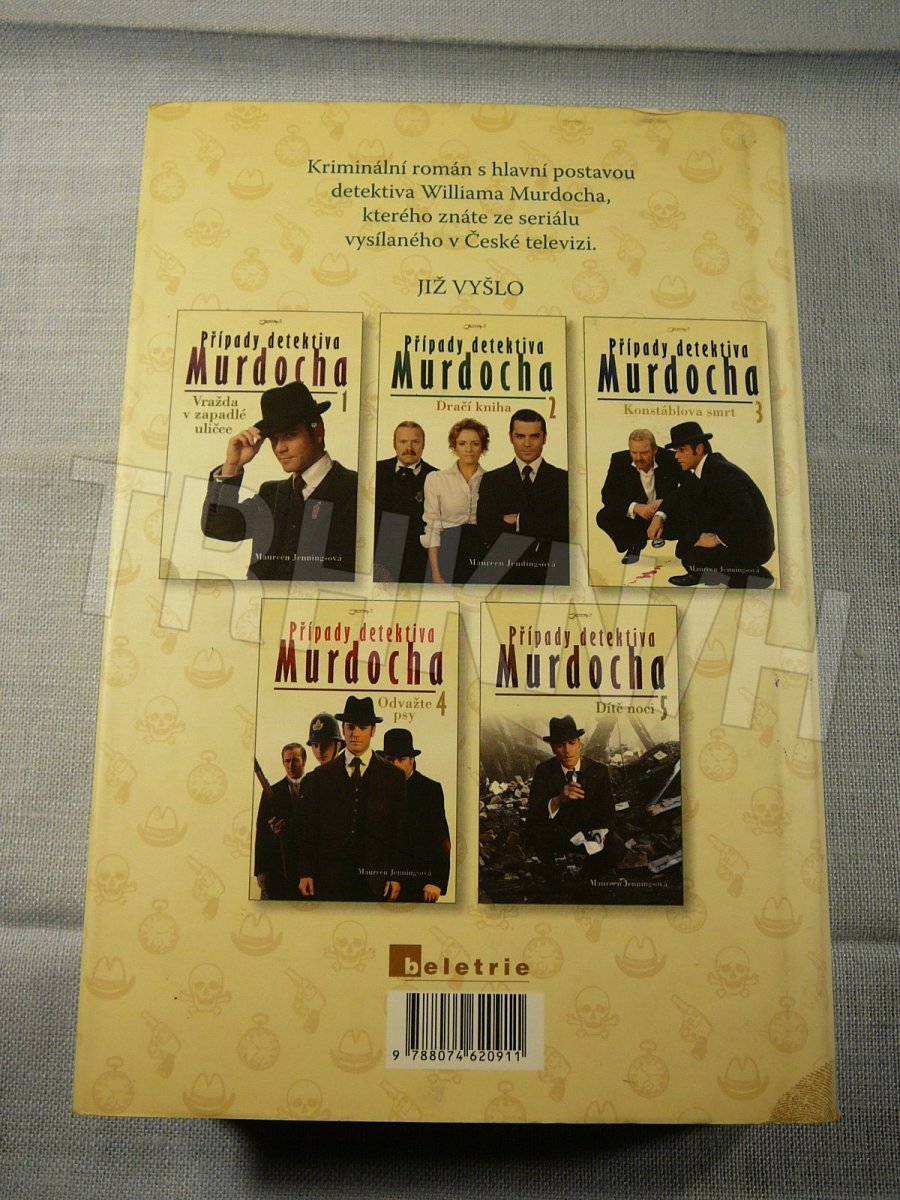 Kriminální román s hlavní postavou
detektiva Williama Murdocha,
kterého znáte ze seriálu
vysílaného v České televizi.
JIŽ VYŠLO
Případy detektiva
Murdocha
Vražda
v zapadlé
uličce
1
Maureen Jenningsová
Případy detektiva
Murdocha
Dračí kniha
2
Maureen Jenningsová
Případy detektiva
Murdocha
Konstáblova smrt
3
Maureen Jenningsová
Případy detektiva
Murdocha
Odvažte
psy
4
Maureen Jenningsová
Případy detektiva
Murdocha
Dítě noci
5
Maureen Jenningsová
beletrie
9 788074 620911
TRHKNIH